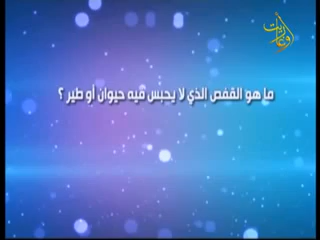 ما هو القفص الذي لا يحبس فيه حيوان أو طير ؟